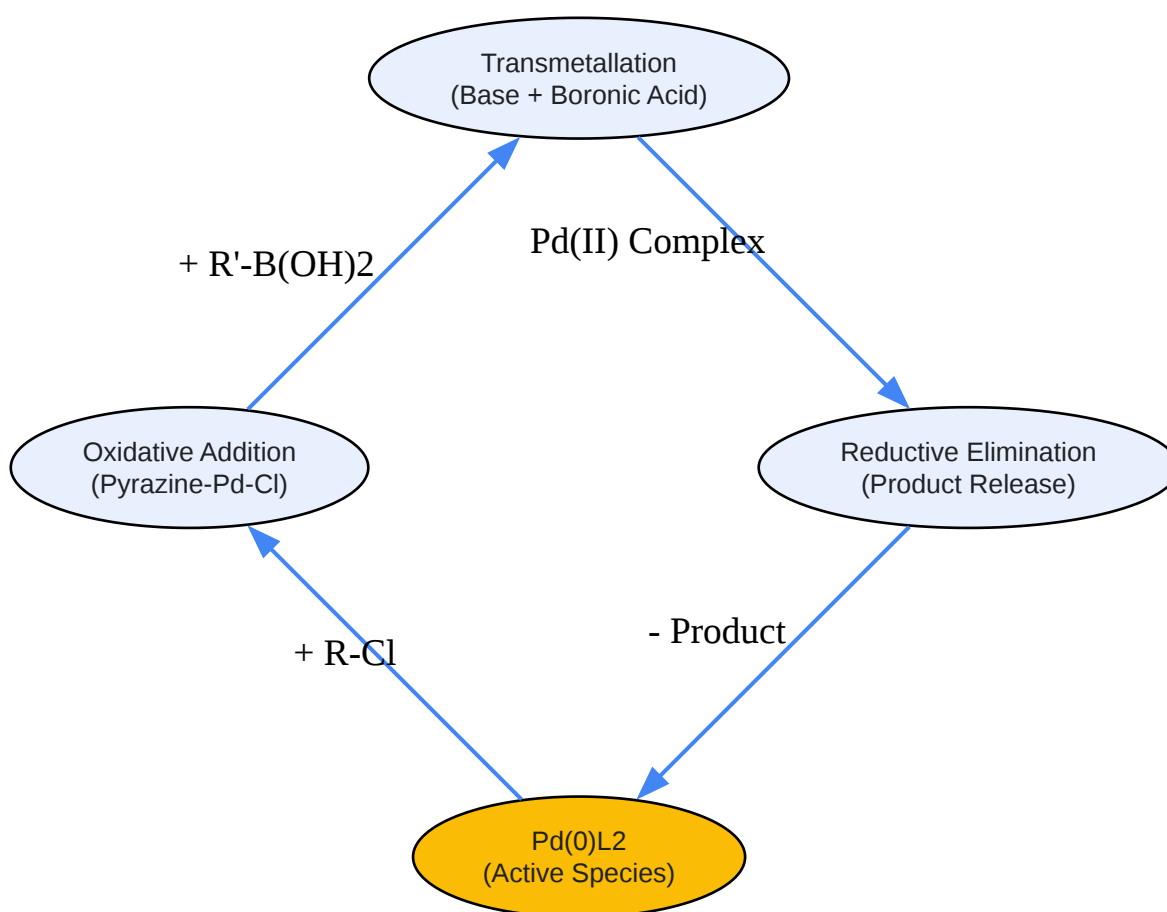 Transmetallation
(Base + Boronic Acid)
+ R'-B(OH)2
Pd(II) Complex
Oxidative Addition
(Pyrazine-Pd-Cl)
Reductive Elimination
(Product Release)
+ R-Cl
- Product
Pd(0)L2
(Active Species)